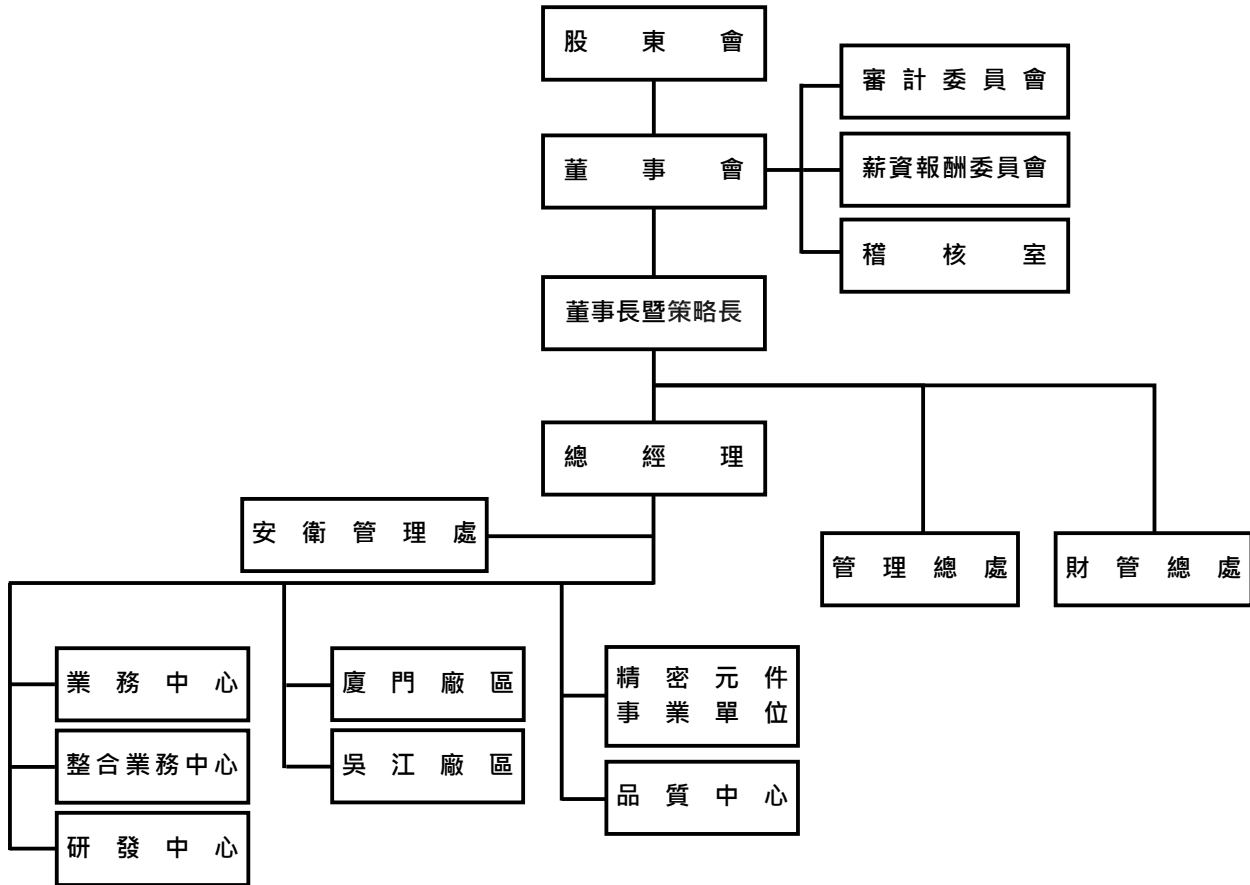 股東會
審計委員會
董事會
薪資報酬委員會
稽核室
董事長暨策略長
總經理
安衛管理處
管理總處
財管總處
業務中心
整合業務中心
研發中心
廈門廠區
吳江廠區
精密元件
事業單位
品質中心